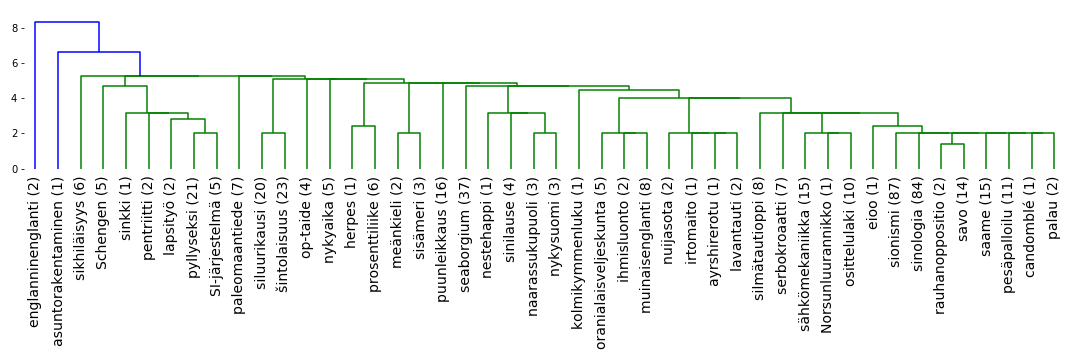 8
6
4
2
0
englanninenglanti (2)
asuntorakentaminen (1)
sikhiläisyys (6)
Schengen (5)
sinkki (1)
pentriitti (2)
lapsityö (2)
pyllyseksi (21)
SI-järjestelmä (5)
paleomaantiede (7)
siluurikausi (20)
šintolaisuus (23)
op-taide (4)
nykyaika (5)
herpes (1)
prosenttiliike (6)
meänkieli (2)
sisämeri (3)
puunleikkaus (16)
seaborgium (37)
nestehappi (1)
sinilause (4)
naarassukupuoli (3)
nykysuomi (3)
kolmikymmenluku (1)
oranialaisveljeskunta (5)
ihmisluonto (2)
muinaisenglanti (8)
nuijasota (2)
irtomaito (1)
ayrshirerotu (1)
lavantauti (2)
silmätautioppi (8)
serbokroaatti (7)
sähkömekaniikka (15)
Norsunluurannikko (1)
osittelulaki (10)
eioo (1)
sionismi (87)
sinologia (84)
rauhanoppositio (2)
savo (14)
saame (15)
pesäpalloilu (11)
candomblé (1)
palau (2)